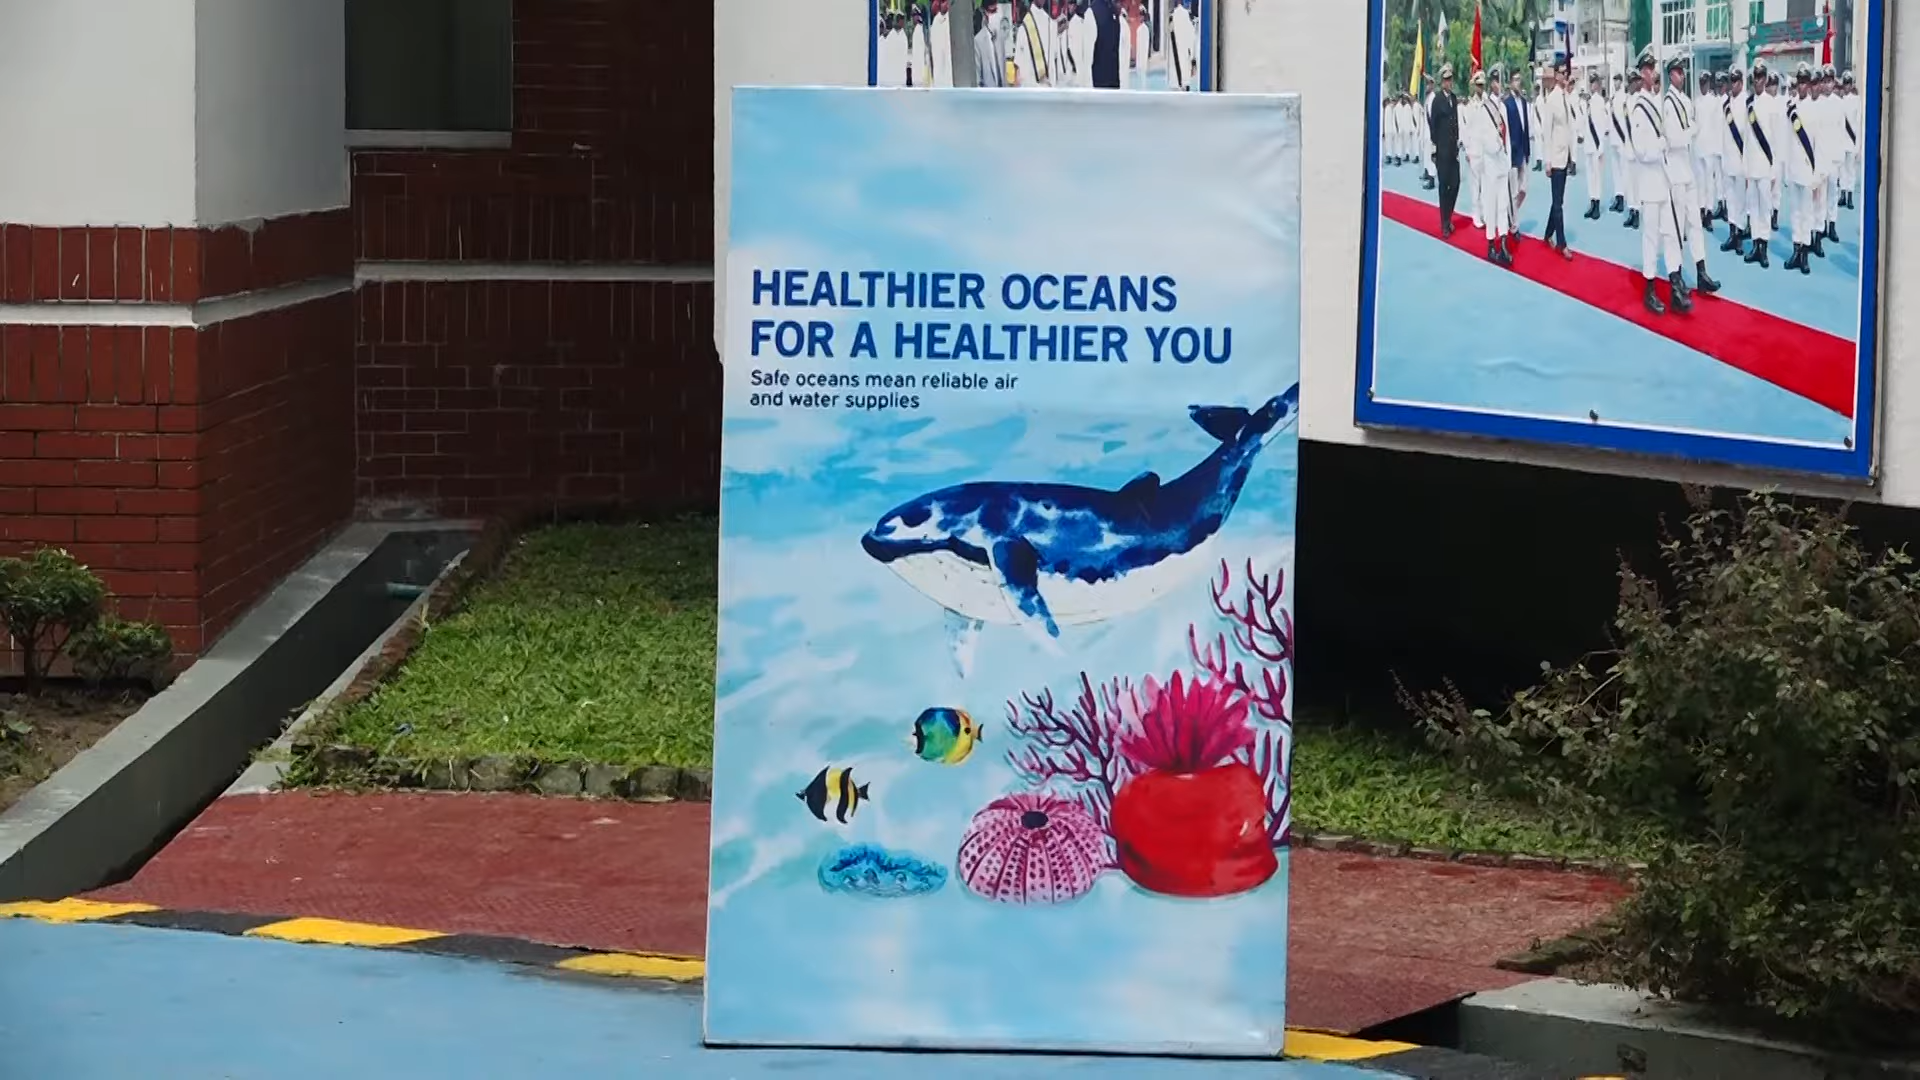 HEALTHIER OCEANS
FOR A HEALTHIER YOU
Safe oceans mean reliable air
and water supplies